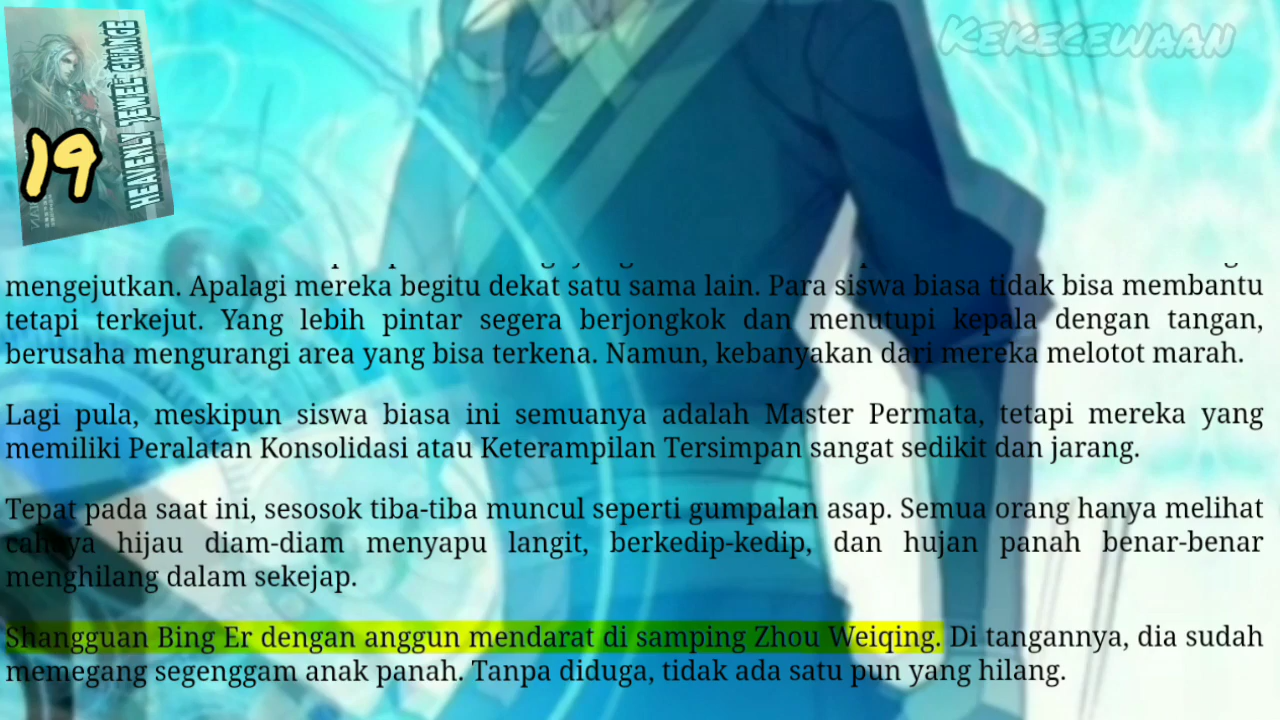 Kekecewaan
HEAVENLY JEWEL CHANGE
19
mengejutkan. Apalagi mereka begitu dekat satu sama lain. Para siswa biasa tidak bisa membantu
tetapi terkejut. Yang lebih pintar segera berjongkok dan menutupi kepala dengan tangan,
berusaha mengurangi area yang bisa terkena. Namun, kebanyakan dari mereka melotot marah.
Lagi pula, meskipun siswa biasa ini semuanya adalah Master Permata, tetapi mereka yang
memiliki Peralatan Konsolidasi atau Keterampilan Tersimpan sangat sedikit dan jarang.
Tepat pada saat ini, sesosok tiba-tiba muncul seperti gumpalan asap. Semua orang hanya melihat
cahaya hijau diam-diam menyapu langit, berkedip-kedip, dan hujan panah benar-benar
menghilang dalam sekejap.
Shangguan Bing Er dengan anggun mendarat di samping Zhou Weiqing. Di tangannya, dia sudah
memegang segenggam anak panah. Tanpa diduga, tidak ada satu pun yang hilang.